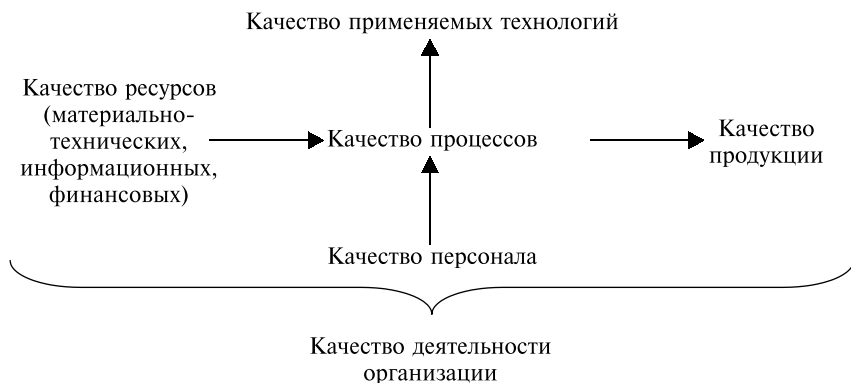 Качество применяемых технологий
Качество ресурсов
(материально-
технических,
информационных,
финансовых)
Качество процессов
Качество
продукции
Качество персонала
Качество деятельности
организации